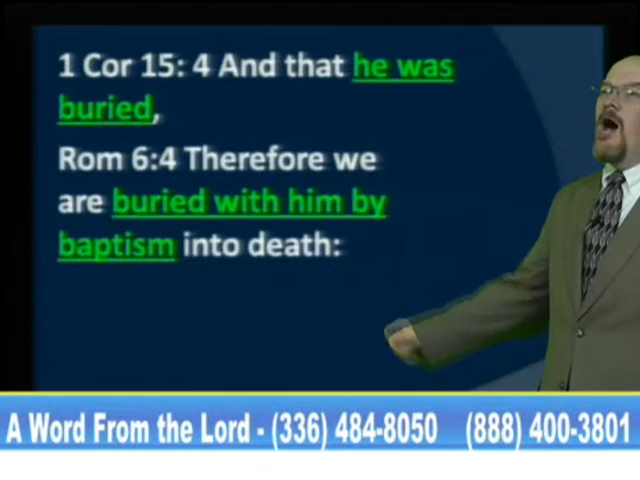 1 Cor 15: 4 And that he was
buried,
Rom 6:4 Therefore we
are buried with him by
baptism into death:
A Word From the Lord - (336) 484-8050 (888) 400-3801